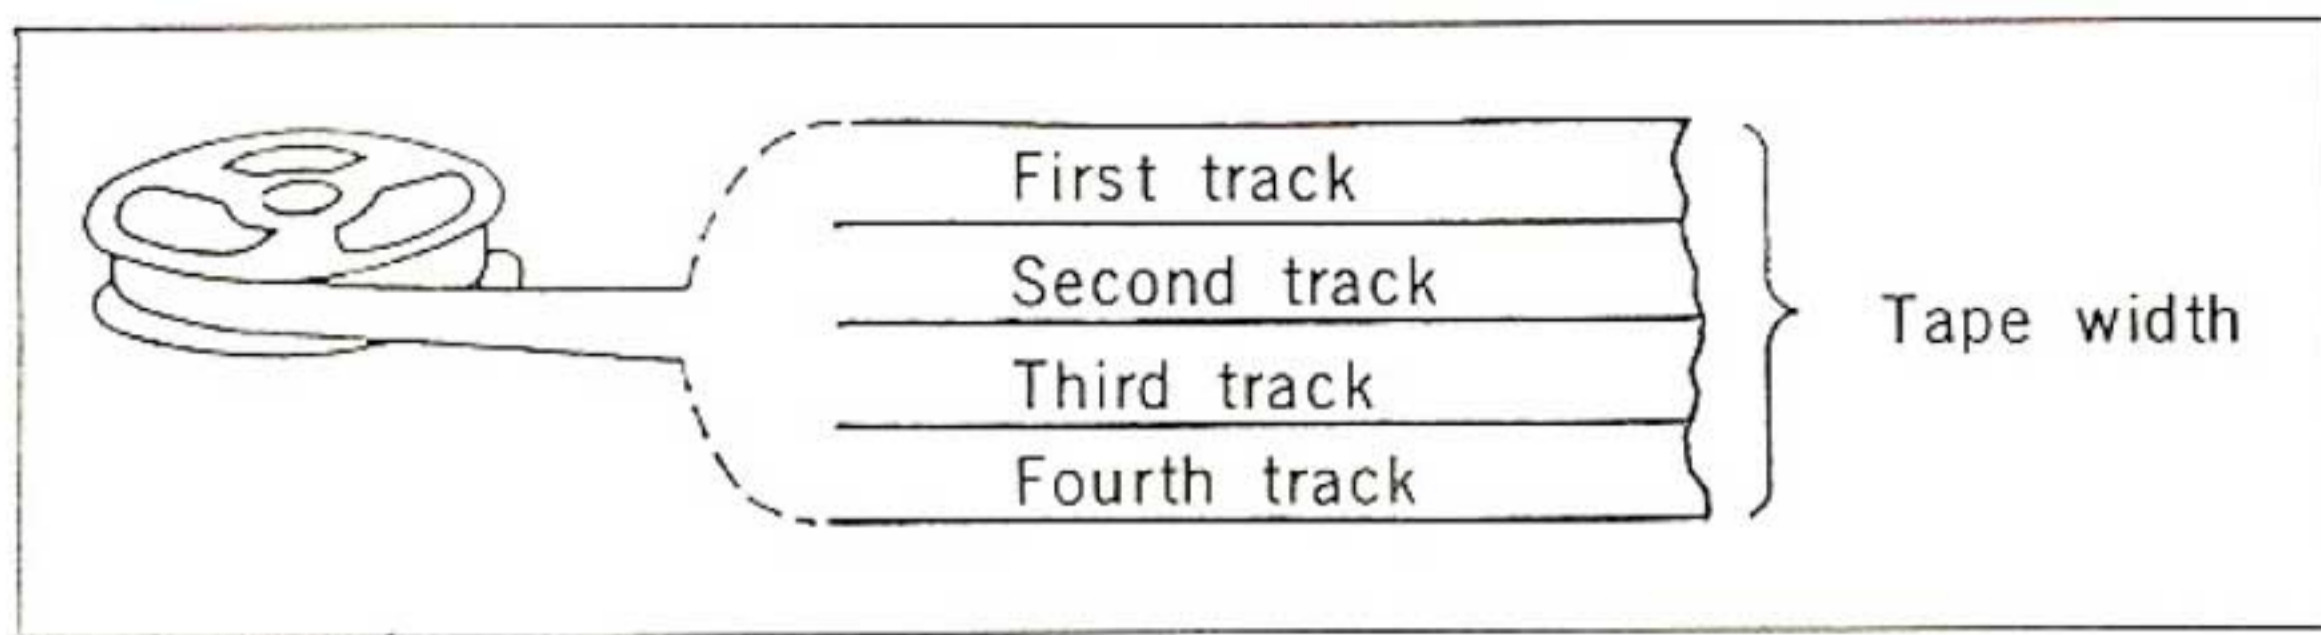 First track
Second track
Third track
Fourth track
Tape width